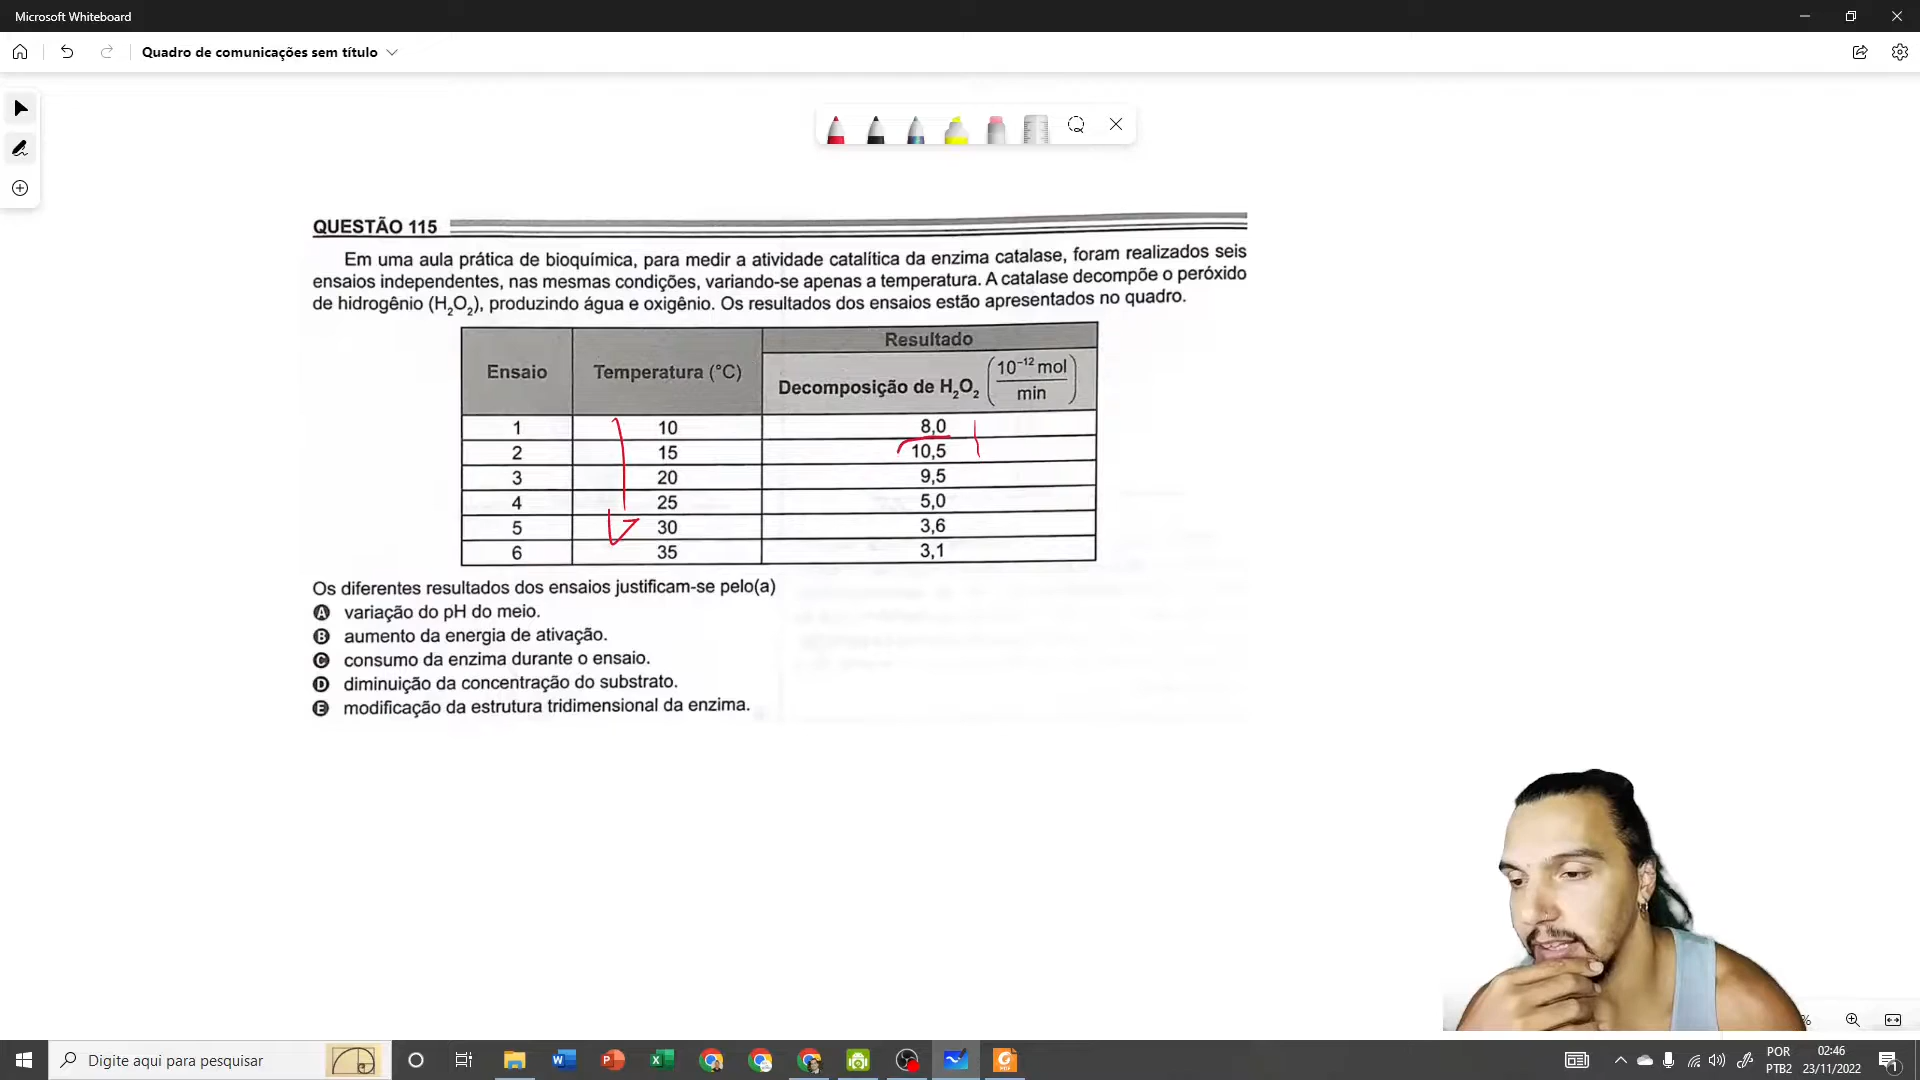 Microsoft Whiteboard
Quadro de comunicações sem título
QUESTÃO 115
Em uma aula prática de bioquímica, para medir a atividade catalítica da enzima catalase, foram realizados seis
ensaios independentes, nas mesmas condições, variando-se apenas a temperatura. A catalase decompõe o peróxido
de hidrogênio (H₂O₂), produzindo água e oxigênio. Os resultados dos ensaios estão apresentados no quadro.
Ensaio Temperatura (°C) Resultado
Decomposição de H₂O₂ (10⁻¹² mol / min)
1 10 8,0
2 15 10,5
3 20 9,5
4 25 5,0
5 30 3,6
6 35 3,1
Os diferentes resultados dos ensaios justificam-se pelo(a)
A variação do pH do meio.
B aumento da energia de ativação.
C consumo da enzima durante o ensaio.
D diminuição da concentração do substrato.
E modificação da estrutura tridimensional da enzima.
%
Digite aqui para pesquisar
POR
PTB2
02:46
23/11/2022
1